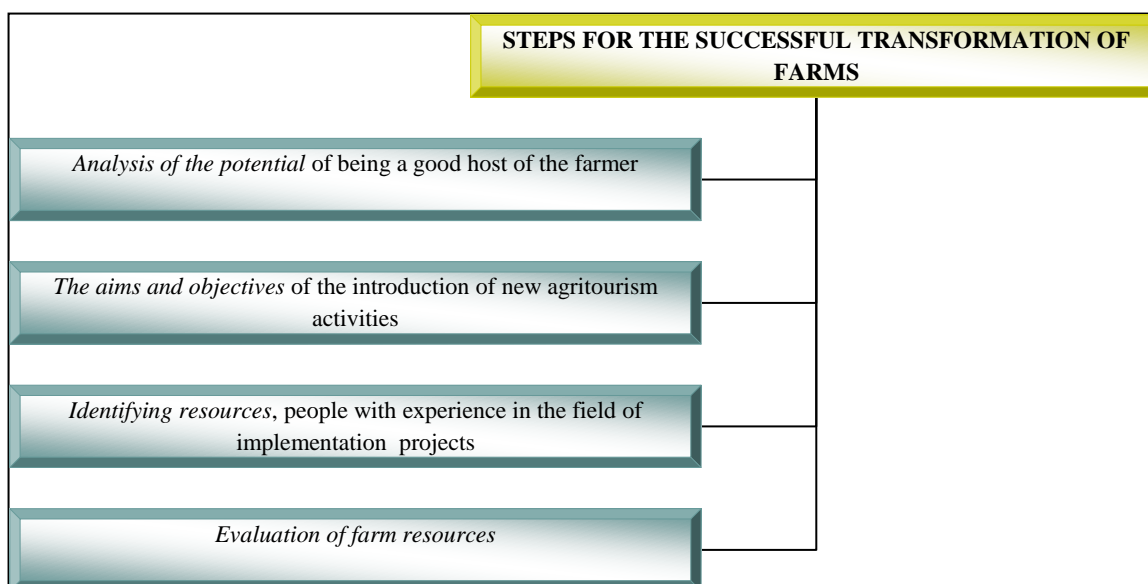 STEPS FOR THE SUCCESSFUL TRANSFORMATION OF
FARMS
Analysis of the potential of being a good host of the farmer
The aims and objectives of the introduction of new agritourism
activities
Identifying resources, people with experience in the field of
implementation projects
Evaluation of farm resources